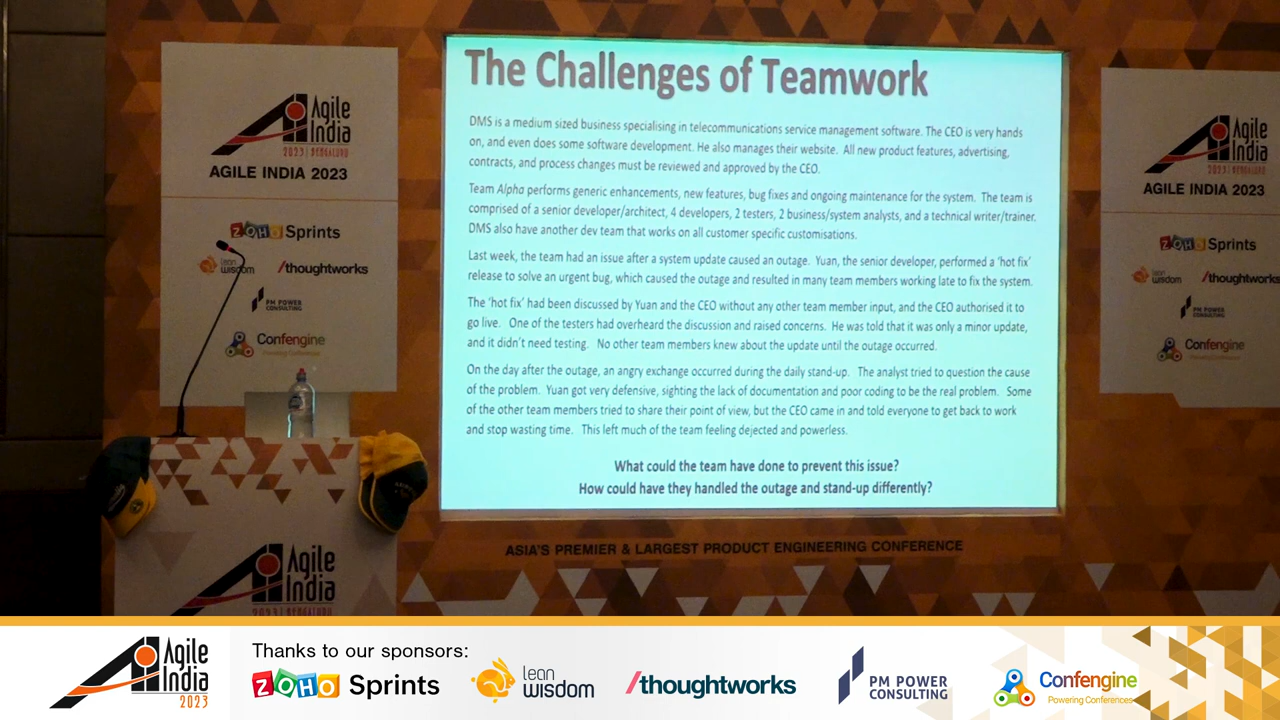 The Challenges of Teamwork
DMS is a medium sized business specialising in telecommunications service management software. The CEO is very hands
on, and even does some software development. He also manages their website. All new product features, advertising,
contracts, and process changes must be reviewed and approved by the CEO.
Team Alpha performs generic enhancements, new features, bug fixes and ongoing maintenance for the system. The team is
comprised of a senior developer/architect, 4 developers, 2 testers, 2 business/system analysts, and a technical writer/trainer.
DMS also have another dev team that works on all customer specific customisations.
Last week, the team had an issue after a system update caused an outage. Yuan, the senior developer, performed a 'hot fix'
release to solve an urgent bug, which caused the outage and resulted in many team members working late to fix the system.
The 'hot fix' had been discussed by Yuan and the CEO without any other team member input, and the CEO authorised it to
go live. One of the testers had overheard the discussion and raised concerns. He was told that it was only a minor update,
and it didn't need testing. No other team members knew about the update until the outage occurred.
On the day after the outage, an angry exchange occurred during the daily stand-up. The analyst tried to question the cause
of the problem. Yuan got very defensive, sighting the lack of documentation and poor coding to be the real problem. Some
of the other team members tried to share their point of view, but the CEO came in and told everyone to get back to work
and stop wasting time. This left much of the team feeling dejected and powerless.
What could the team have done to prevent this issue?
How could have they handled the outage and stand-up differently?
Agile
India
2023 | BENGALURU
AGILE INDIA 2023
ZOHO Sprints
lean
wisdom
/thoughtworks
PM POWER
CONSULTING
Confengine
Powering Conferences
Agile
India
2023 | BENGALURU
AGILE INDIA 2023
ZOHO Sprints
lean
wisdom
/thoughtworks
PM POWER
CONSULTING
Confengine
Powering Conferences
ASIA'S PREMIER & LARGEST PRODUCT ENGINEERING CONFERENCE
Agile
India
2023 | BENGALURU
Agile
India
2023
Thanks to our sponsors:
ZOHO Sprints
lean
wisdom
/thoughtworks
PM POWER
CONSULTING
Confengine
Powering Conferences